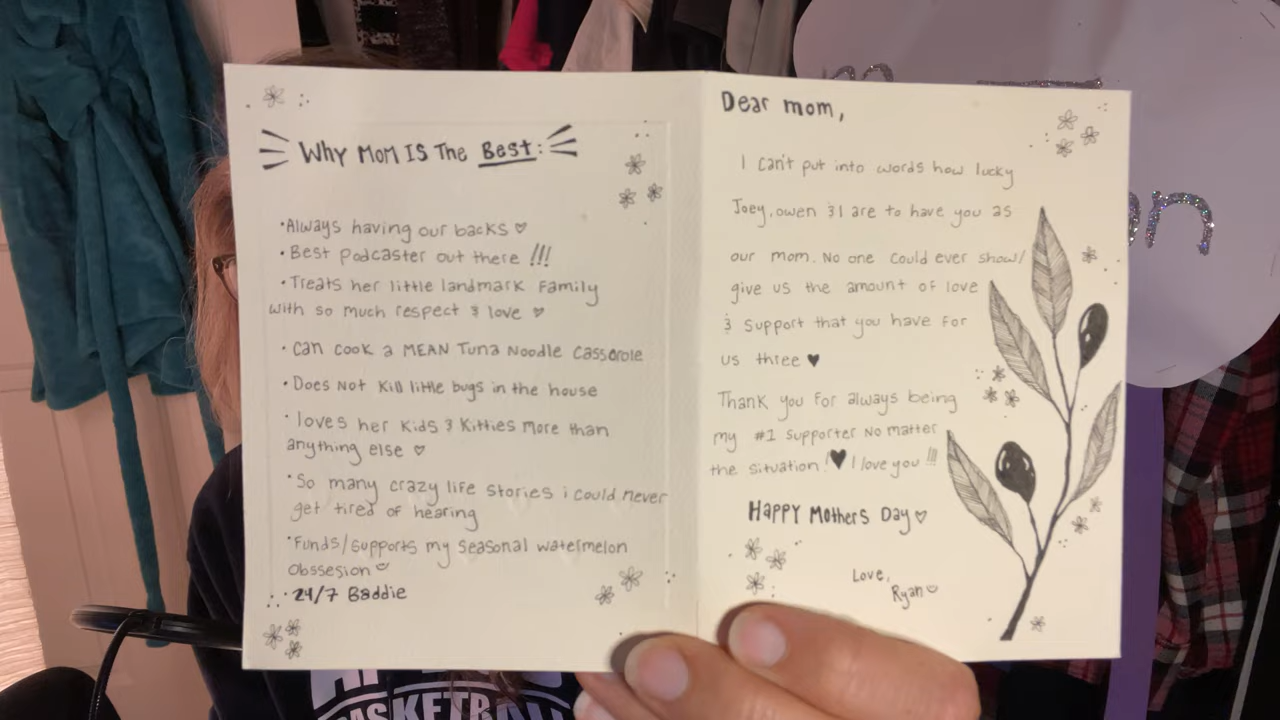 Why Mom Is The Best:
•Always having our backs ♡
•Best podcaster out there !!!
•Treats her little landmark family
with so much respect & love ♡
•Can cook a MEAN Tuna Noodle Casserole
•Does Not Kill little bugs in the house
•loves her Kids & Kitties More than
anything else ♡
•So many crazy life stories i could never
get tired of hearing
•Funds/supports my seasonal watermelon
obssesion ♡
•24/7 Baddie
Dear mom,
I can't put into words how lucky
Joey, owen & I are to have you as
our mom. No one could ever show/
give us the amount of love
& support that you have for
us three ♥
Thank you for always being
my #1 supporter No matter
the situation! ♥ I love you !!!
Happy Mothers Day ♡
Love,
Ryan ♡
BASKETBALL
on